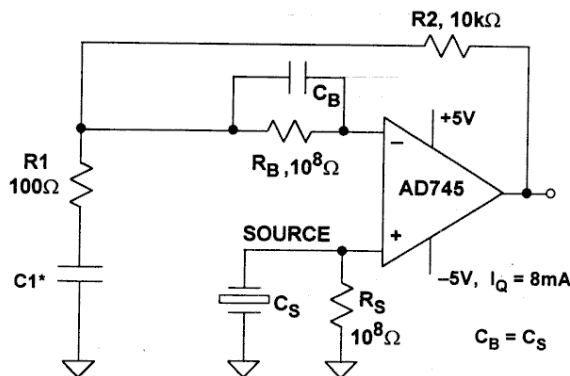 R2, 10kΩ
C_B
+5V
R1
100Ω
R_B ,10⁸Ω
−
AD745
SOURCE
+
C1*
C_S
R_S
10⁸Ω
–5V, I_Q = 8mA
C_B = C_S